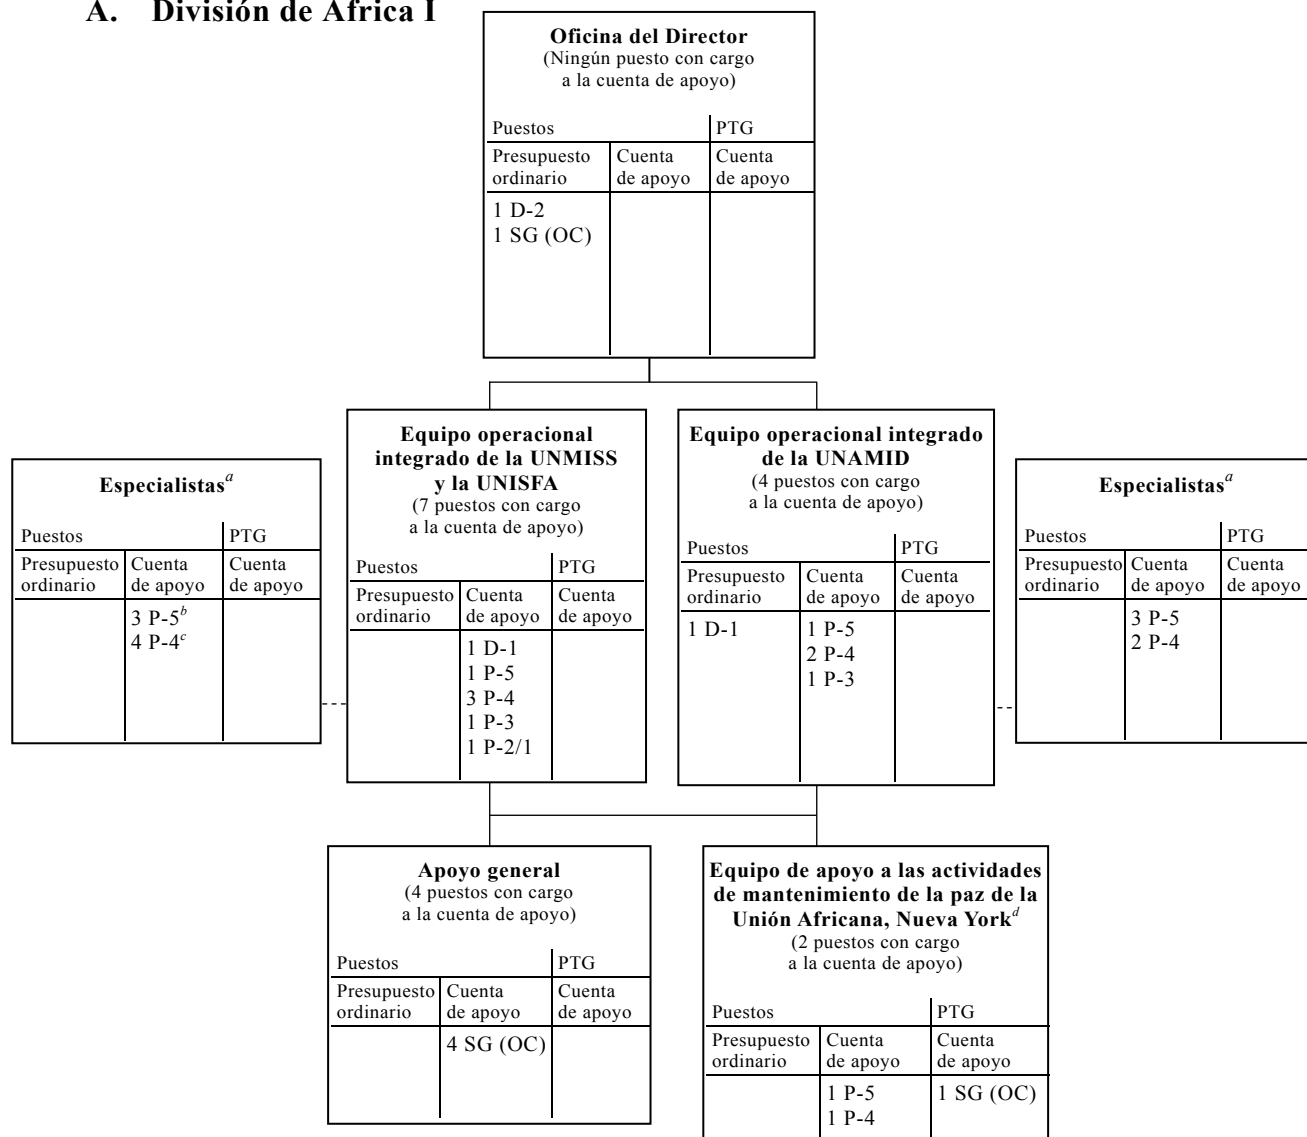 A. División de África I
Oficina del Director
(Ningún puesto con cargo
a la cuenta de apoyo)
Puestos PTG
Presupuesto ordinario Cuenta de apoyo Cuenta de apoyo
1 D-2
1 SG (OC)
Especialistas^a
Puestos PTG
Presupuesto ordinario Cuenta de apoyo Cuenta de apoyo
3 P-5^b
4 P-4^c
Equipo operacional
integrado de la UNMISS
y la UNISFA
(7 puestos con cargo
a la cuenta de apoyo)
Puestos PTG
Presupuesto ordinario Cuenta de apoyo Cuenta de apoyo
1 D-1
1 P-5
3 P-4
1 P-3
1 P-2/1
Equipo operacional integrado
de la UNAMID
(4 puestos con cargo
a la cuenta de apoyo)
Puestos PTG
Presupuesto ordinario Cuenta de apoyo Cuenta de apoyo
1 D-1 1 P-5
2 P-4
1 P-3
Especialistas^a
Puestos PTG
Presupuesto ordinario Cuenta de apoyo Cuenta de apoyo
3 P-5
2 P-4
Apoyo general
(4 puestos con cargo
a la cuenta de apoyo)
Puestos PTG
Presupuesto ordinario Cuenta de apoyo Cuenta de apoyo
4 SG (OC)
Equipo de apoyo a las actividades
de mantenimiento de la paz de la
Unión Africana, Nueva York^d
(2 puestos con cargo
a la cuenta de apoyo)
Puestos PTG
Presupuesto ordinario Cuenta de apoyo Cuenta de apoyo
1 P-5 1 SG (OC)
1 P-4